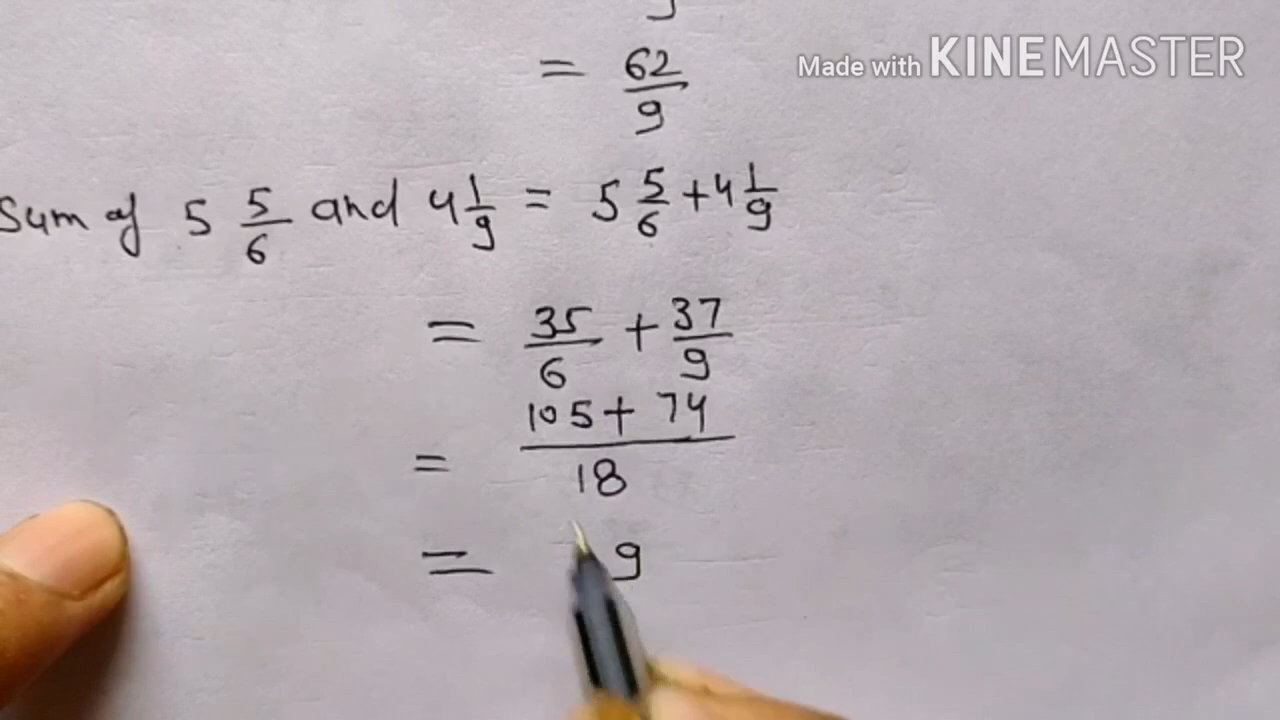 Made with KINEMASTER
= 62/9
Sum of 5 5/6 and 4 1/9 = 5 5/6 + 4 1/9
= 35/6 + 37/9
= 105 + 74/18
= 9